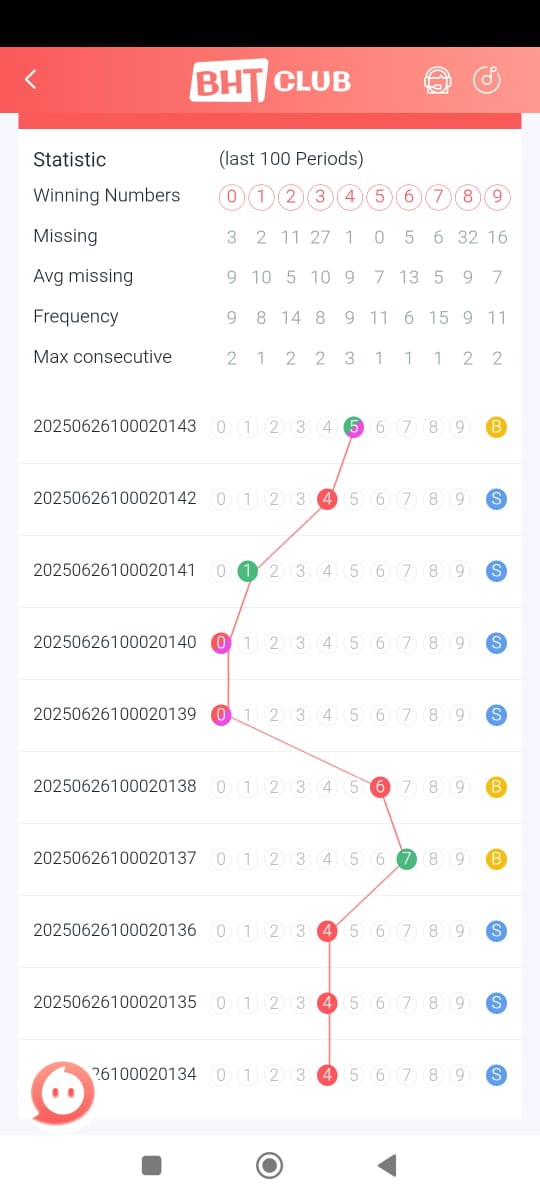 BHT CLUB
Statistic (last 100 Periods)
Winning Numbers 0 1 2 3 4 5 6 7 8 9
Missing 3 2 11 27 1 0 5 6 32 16
Avg missing 9 10 5 10 9 7 13 5 9 7
Frequency 9 8 14 8 9 11 6 15 9 11
Max consecutive 2 1 2 2 3 1 1 1 2 2
20250626100020143 0 1 2 3 4 5 6 7 8 9 B
20250626100020142 0 1 2 3 4 5 6 7 8 9 S
20250626100020141 0 1 2 3 4 5 6 7 8 9 S
20250626100020140 0 1 2 3 4 5 6 7 8 9 S
20250626100020139 0 1 2 3 4 5 6 7 8 9 S
20250626100020138 0 1 2 3 4 5 6 7 8 9 B
20250626100020137 0 1 2 3 4 5 6 7 8 9 B
20250626100020136 0 1 2 3 4 5 6 7 8 9 S
20250626100020135 0 1 2 3 4 5 6 7 8 9 S
26100020134 0 1 2 3 4 5 6 7 8 9 S